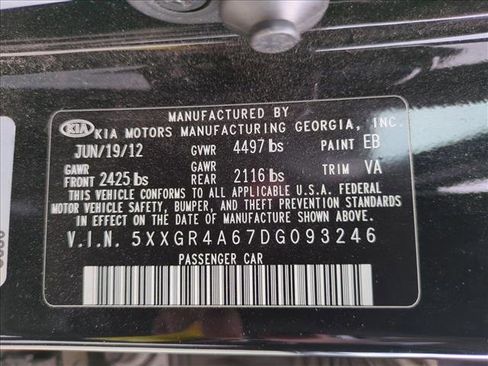 MANUFACTURED BY
KIA KIA MOTORS MANUFACTURING GEORGIA, INC.
JUN/19/12 GVWR 4497 lbs PAINT EB
GAWR FRONT 2425 lbs GAWR REAR 2116 lbs TRIM VA
THIS VEHICLE CONFORMS TO ALL APPLICABLE U.S.A. FEDERAL
MOTOR VEHICLE SAFETY, BUMPER, AND THEFT PREVENTION STANDARDS
IN EFFECT ON THE DATE OF MANUFACTURE SHOWN ABOVE.
V.I.N. 5XXGR4A67DG093246
PASSENGER CAR